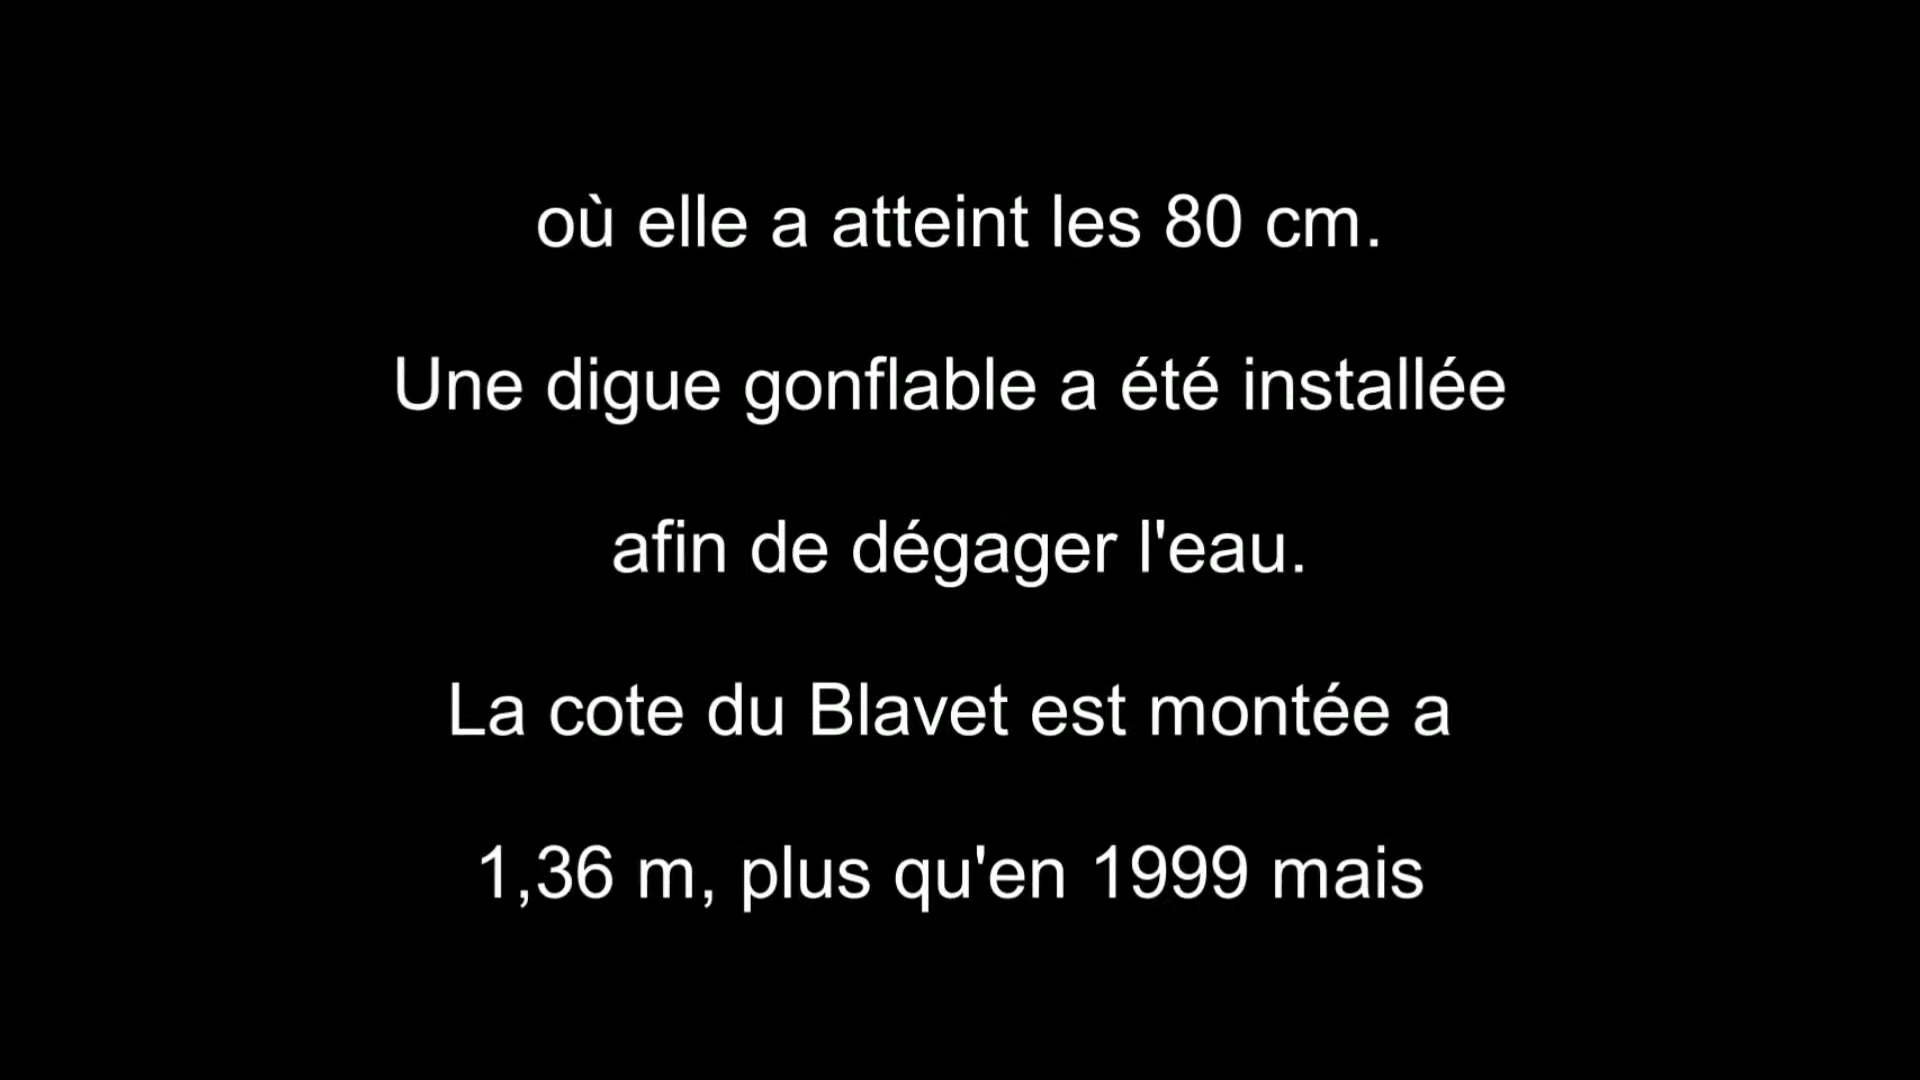 où elle a atteint les 80 cm.
Une digue gonflable a été installée
afin de dégager l'eau.
La cote du Blavet est montée a
1,36 m, plus qu'en 1999 mais